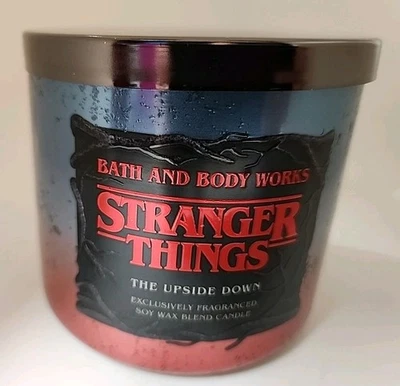 BATH AND BODY WORKS
STRANGER
THINGS
THE UPSIDE DOWN
EXCLUSIVELY FRAGRANCED
SOY WAX BLEND CANDLE